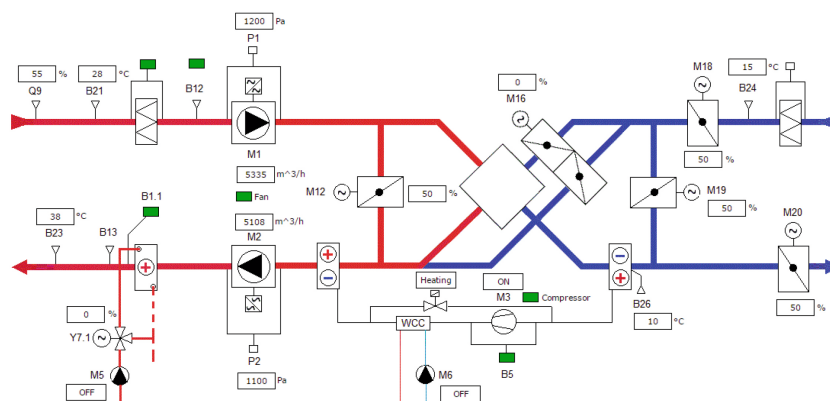 1200 Pa
P1
55 %
28 °C
Q9
B21
B12
M1
5335 m^3/h
Fan
5108 m^3/h
M2
M12
50 %
0 %
M16
M18
15 °C
B24
50 %
M19
50 %
M20
50 %
B1.1
38 °C
B23
B13
0 %
Y7.1
M5
OFF
P2
1100 Pa
Heating
ON
M3
Compressor
WCC
B5
M6
OFF
B26
10 °C